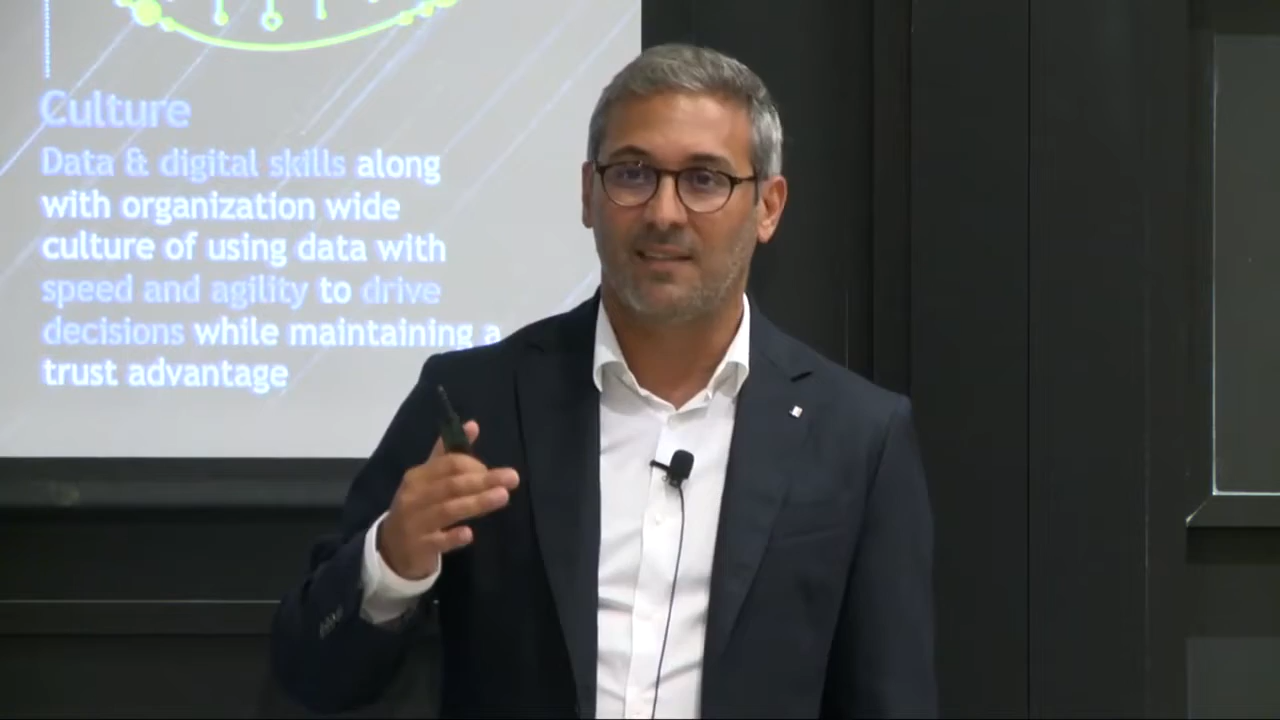 Culture
Data & digital skills along
with organization wide
culture of using data with
speed and agility to drive
decisions while maintaining a
trust advantage